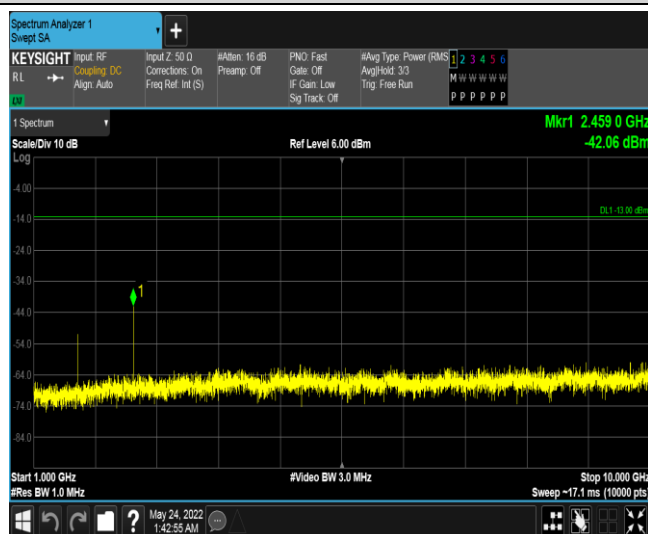 Spectrum Analyzer 1
Swept SA
+
KEYSIGHT
RL
Input: RF
Coupling: DC
Align: Auto
Input Z: 50 Ω
Corrections: On
Freq Ref: Int (S)
#Atten: 16 dB
Preamp: Off
PNO: Fast
Gate: Off
IF Gain: Low
Sig Track: Off
#Avg Type: Power (RMS
Avg|Hold: 3/3
Trig: Free Run
1 2 3 4 5 6
M W W W W W
P P P P P P
LXI
1 Spectrum
Scale/Div 10 dB
Ref Level 6.00 dBm
Mkr1 2.459 0 GHz
-42.06 dBm
Log
-4.00
DL1 -13.00 dBm
-14.0
-24.0
-34.0
1
-44.0
-54.0
-64.0
-74.0
-84.0
Start 1.000 GHz
#Video BW 3.0 MHz
Stop 10.000 GHz
#Res BW 1.0 MHz
Sweep ~17.1 ms (10000 pts)
?
May 24, 2022
1:42:55 AM